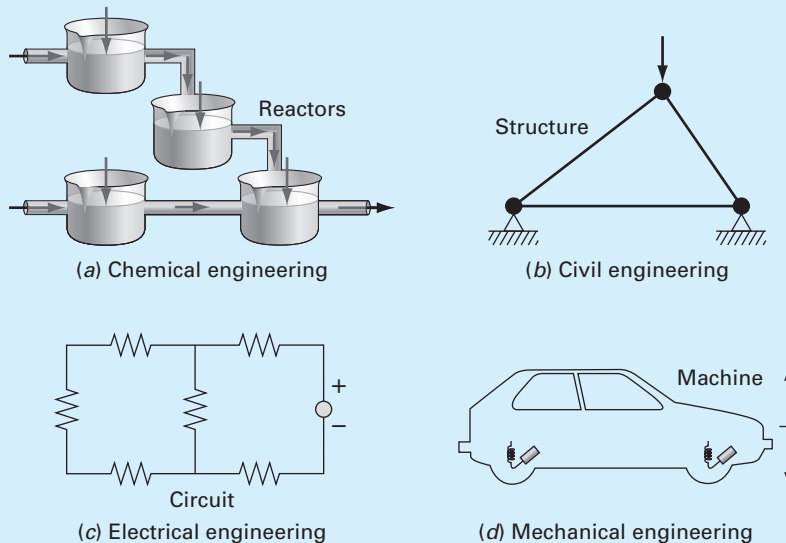 Reactors
Structure
(a) Chemical engineering
(b) Civil engineering
+
−
Machine
Circuit
(c) Electrical engineering
(d) Mechanical engineering